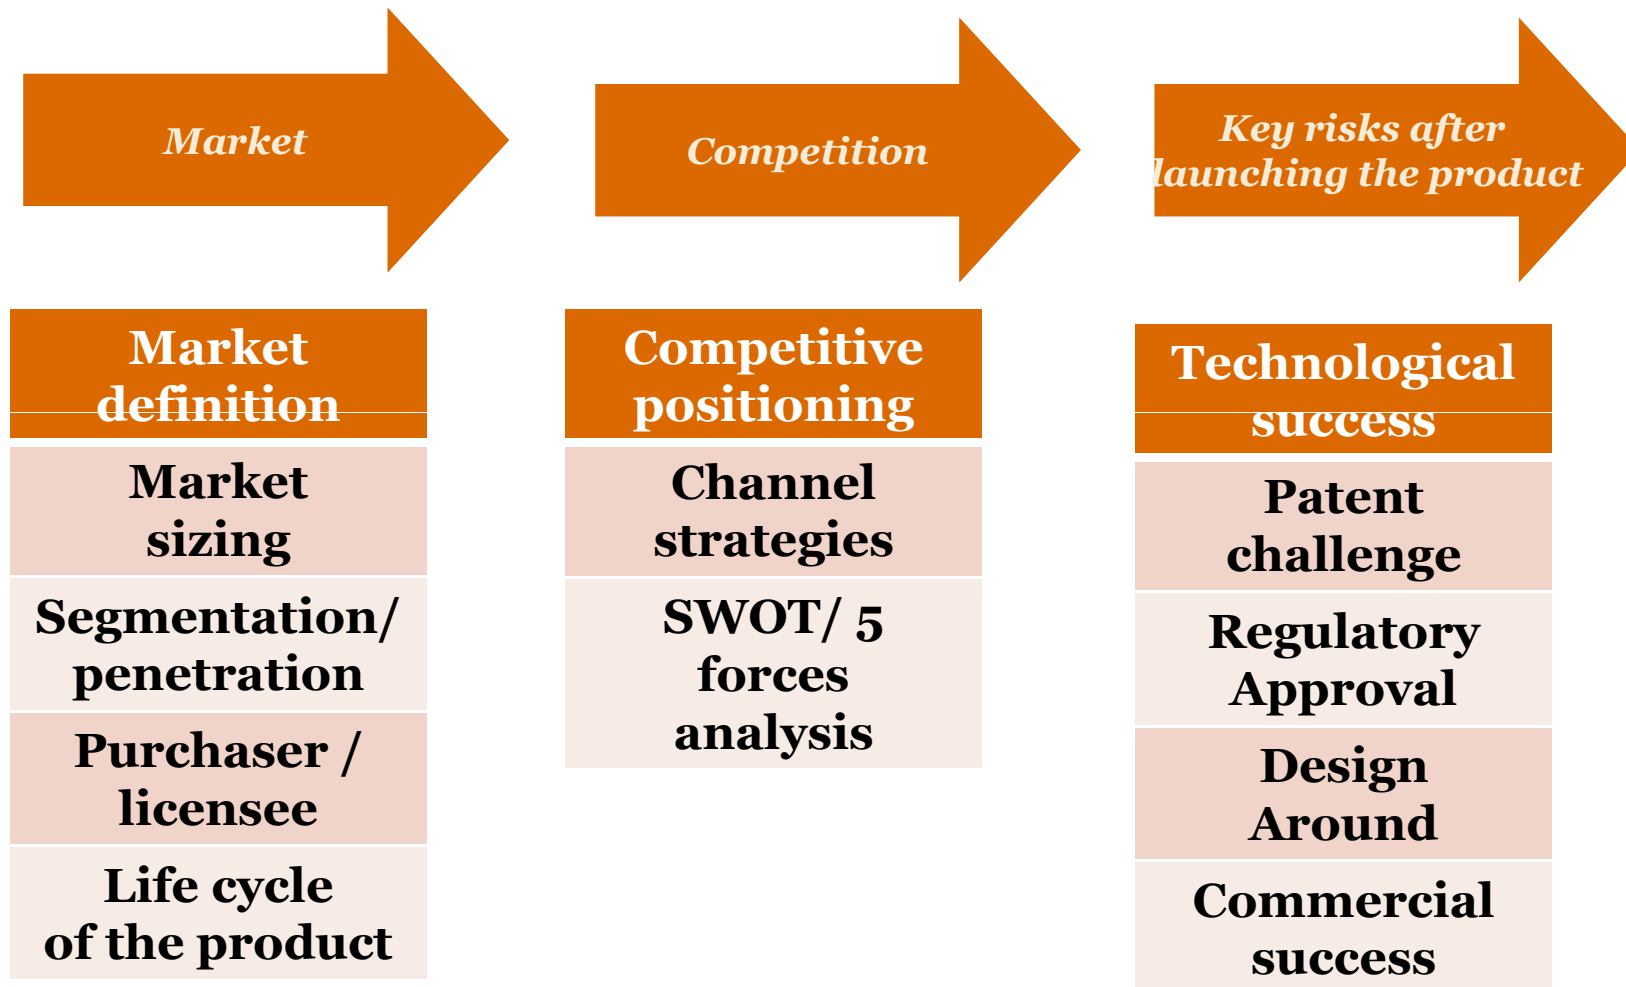 Market
Competition
Key risks after
launching the product
Market
definition
Market
sizing
Segmentation/
penetration
Purchaser /
licensee
Life cycle
of the product
Competitive
positioning
Channel
strategies
SWOT/ 5
forces
analysis
Technological
success
Patent
challenge
Regulatory
Approval
Design
Around
Commercial
success